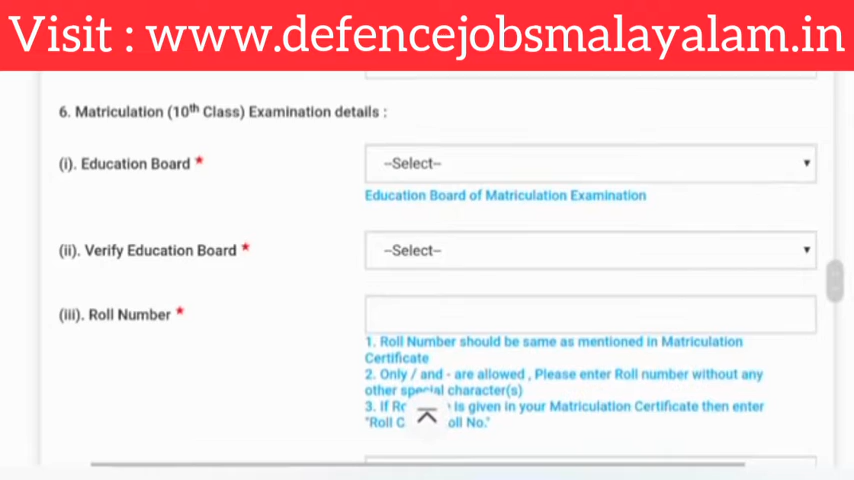 Visit : www.defencejobsmalayalam.in
6. Matriculation (10th Class) Examination details :
(i). Education Board *
--Select--
Education Board of Matriculation Examination
(ii). Verify Education Board *
--Select--
(iii). Roll Number *
1. Roll Number should be same as mentioned in Matriculation
Certificate
2. Only / and - are allowed , Please enter Roll number without any
other special character(s)
3. If is given in your Matriculation Certificate then enter
"Roll No."